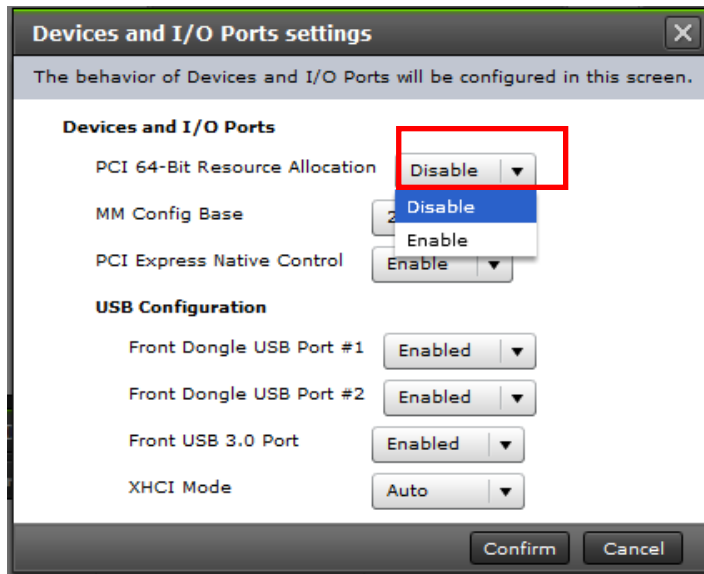 Devices and I/O Ports settings
The behavior of Devices and I/O Ports will be configured in this screen.
Devices and I/O Ports
PCI 64-Bit Resource Allocation Disable
Disable
Enable
MM Config Base 2
PCI Express Native Control Enable
USB Configuration
Front Dongle USB Port #1 Enabled
Front Dongle USB Port #2 Enabled
Front USB 3.0 Port Enabled
XHCI Mode Auto
Confirm Cancel